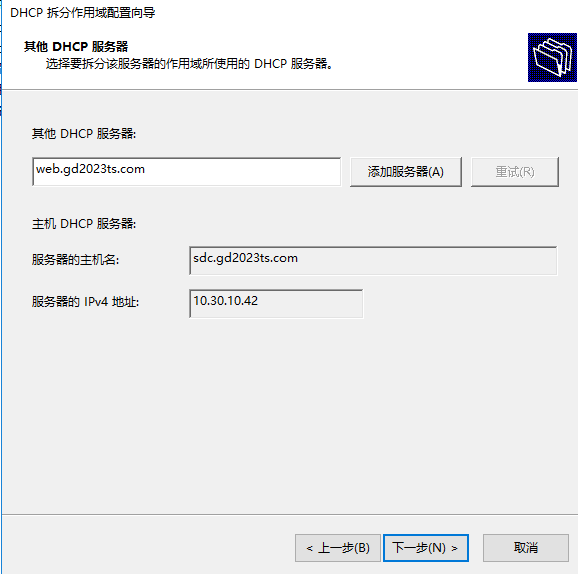 DHCP 拆分作用域配置向导
其他 DHCP 服务器
选择要拆分该服务器的作用域所使用的 DHCP 服务器。
其他 DHCP 服务器:
web.gd2023ts.com
添加服务器(A)
重试(R)
主机 DHCP 服务器:
服务器的主机名:
sdc.gd2023ts.com
服务器的 IPv4 地址:
10.30.10.42
< 上一步(B)
下一步(N) >
取消